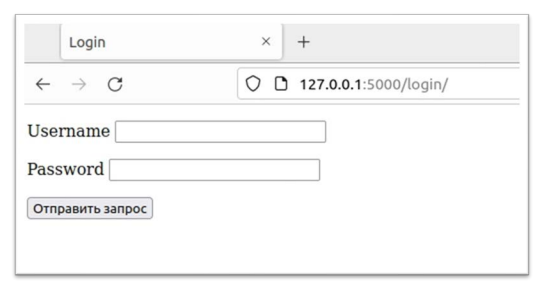 Login × +
127.0.0.1:5000/login/
Username
Password
Отправить запрос